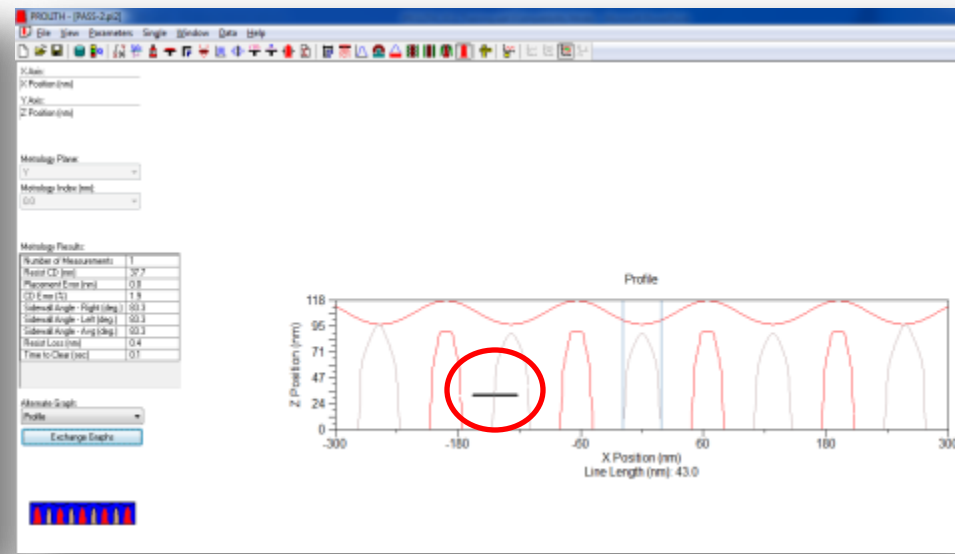 PROLITH - [PASS-2.pl2]
File View Parameters Single Window Data Help
X Axis:
X Position (nm)
Y Axis:
Z Position (nm)
Metrology Plane:
Y
Metrology Index (nm):
0.0
Metrology Results:
Number of Measurements 1
Resist CD (nm) 37.7
Placement Error (nm) 0.8
CD Error (%) 1.9
Sidewall Angle - Right (deg.) 83.3
Sidewall Angle - Left (deg.) 83.3
Sidewall Angle - Avg (deg.) 83.3
Resist Loss (nm) 0.4
Time to Clear (sec) 0.1
Alternate Graph:
Profile
Exchange Graphs
Profile
Z Position (nm)
118
95
71
47
24
0
-300 -180 -60 60 180 300
X Position (nm)
Line Length (nm): 43.0